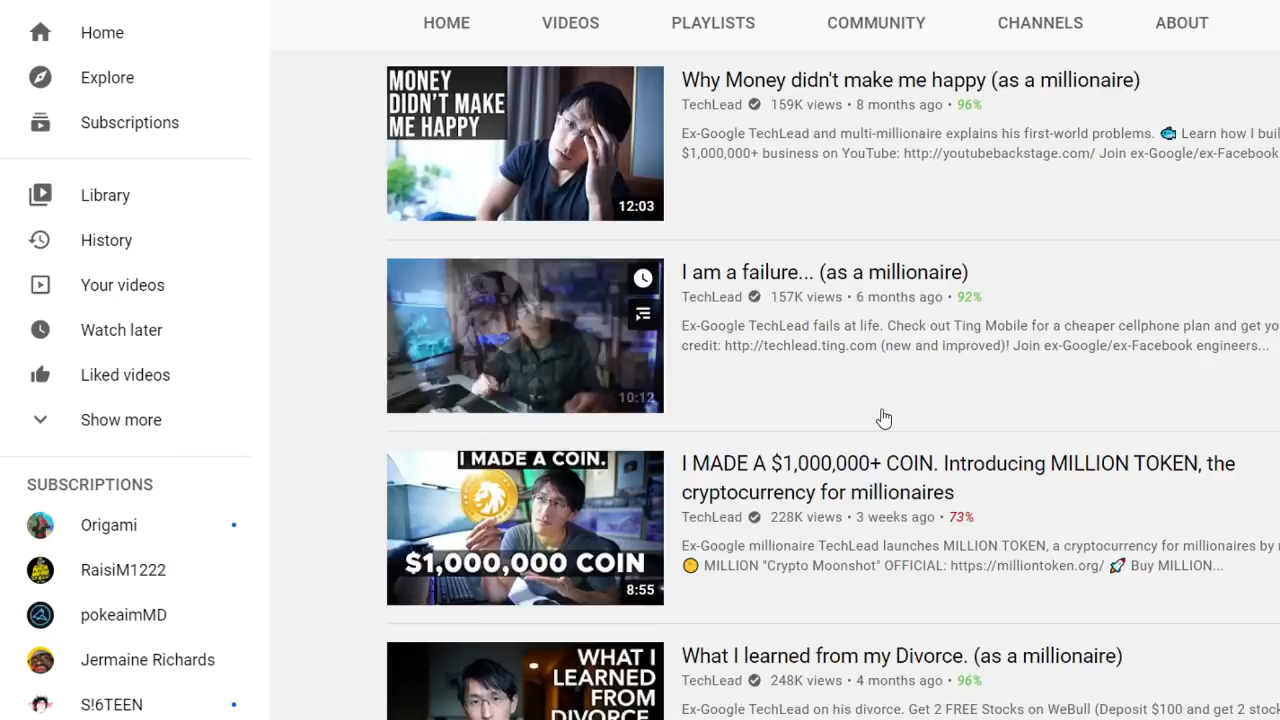 Home
Explore
Subscriptions
Library
History
Your videos
Watch later
Liked videos
Show more
SUBSCRIPTIONS
Origami
RaisiM1222
pokeaimMD
Jermaine Richards
S!6TEEN
HOME VIDEOS PLAYLISTS COMMUNITY CHANNELS ABOUT
MONEY
DIDN'T MAKE
ME HAPPY
12:03
Why Money didn't make me happy (as a millionaire)
TechLead 159K views • 8 months ago • 96%
Ex-Google TechLead and multi-millionaire explains his first-world problems. 🐟 Learn how I bui
$1,000,000+ business on YouTube: http://youtubebackstage.com/ Join ex-Google/ex-Facebook
10:12
I am a failure... (as a millionaire)
TechLead 157K views • 6 months ago • 92%
Ex-Google TechLead fails at life. Check out Ting Mobile for a cheaper cellphone plan and get yo
credit: http://techlead.ting.com (new and improved)! Join ex-Google/ex-Facebook engineers...
I MADE A COIN.
$1,000,000 COIN
8:55
I MADE A $1,000,000+ COIN. Introducing MILLION TOKEN, the
cryptocurrency for millionaires
TechLead 228K views • 3 weeks ago • 73%
Ex-Google millionaire TechLead launches MILLION TOKEN, a cryptocurrency for millionaires by
MILLION "Crypto Moonshot" OFFICIAL: https://milliontoken.org/ 🚀 Buy MILLION...
WHAT I
LEARNED
FROM
DIVORCE
What I learned from my Divorce. (as a millionaire)
TechLead 248K views • 4 months ago • 96%
Ex-Google TechLead on his divorce. Get 2 FREE Stocks on WeBull (Deposit $100 and get 2 stock